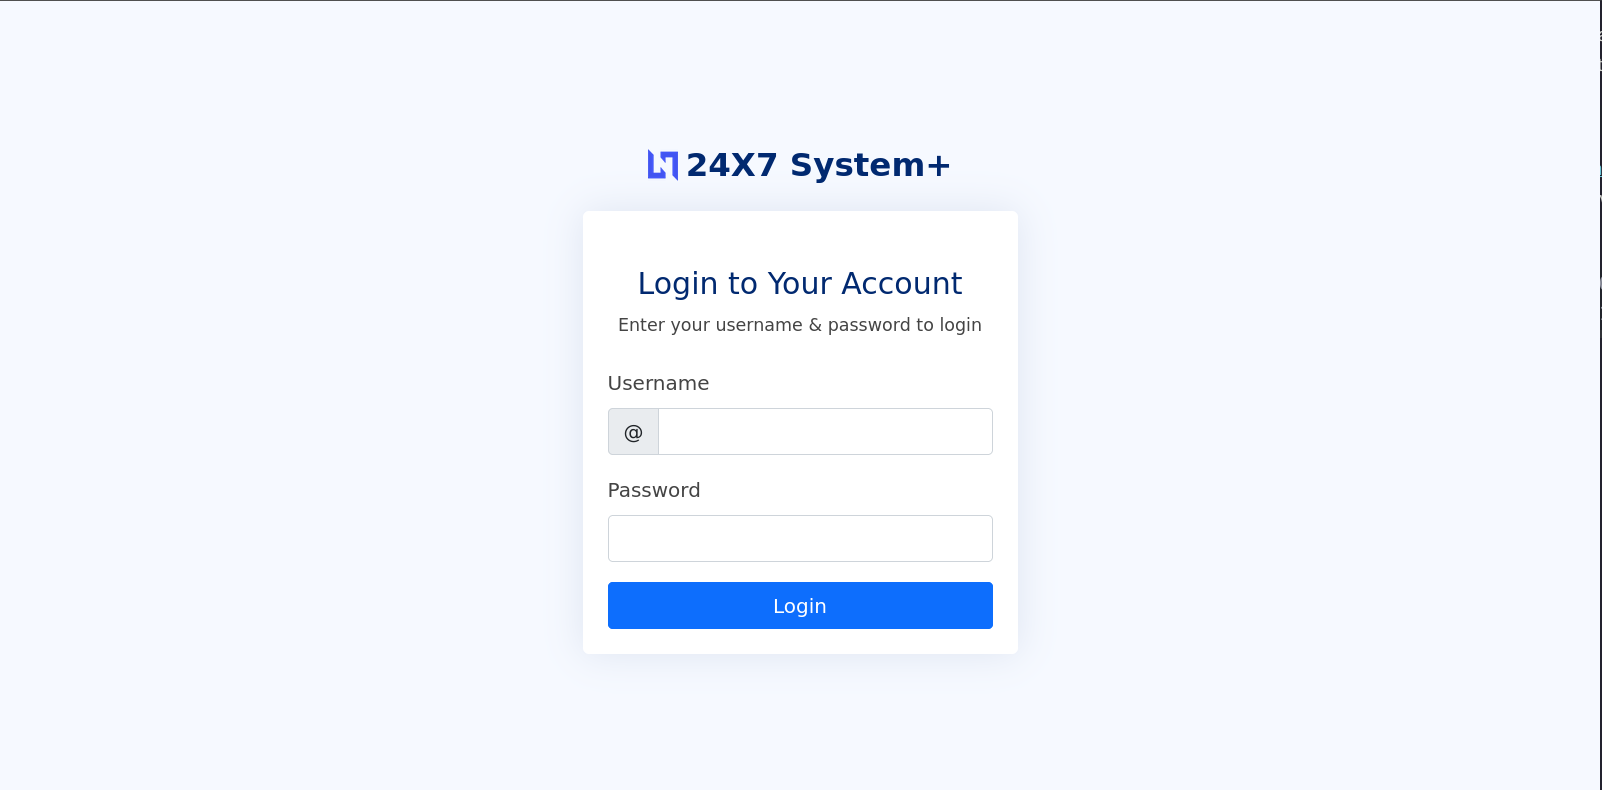 24X7 System+
Login to Your Account
Enter your username & password to login
Username
@
Password
Login